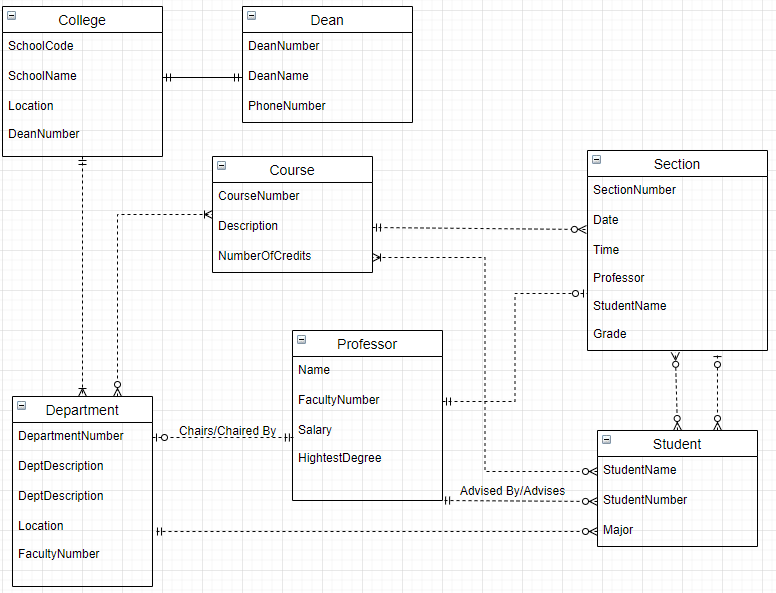 College
SchoolCode
SchoolName
Location
DeanNumber
Dean
DeanNumber
DeanName
PhoneNumber
Course
CourseNumber
Description
NumberOfCredits
Section
SectionNumber
Date
Time
Professor
StudentName
Grade
Professor
Name
FacultyNumber
Salary
HightestDegree
Department
DepartmentNumber
DeptDescription
DeptDescription
Location
FacultyNumber
Chairs/Chaired By
Advised By/Advises
Student
StudentName
StudentNumber
Major